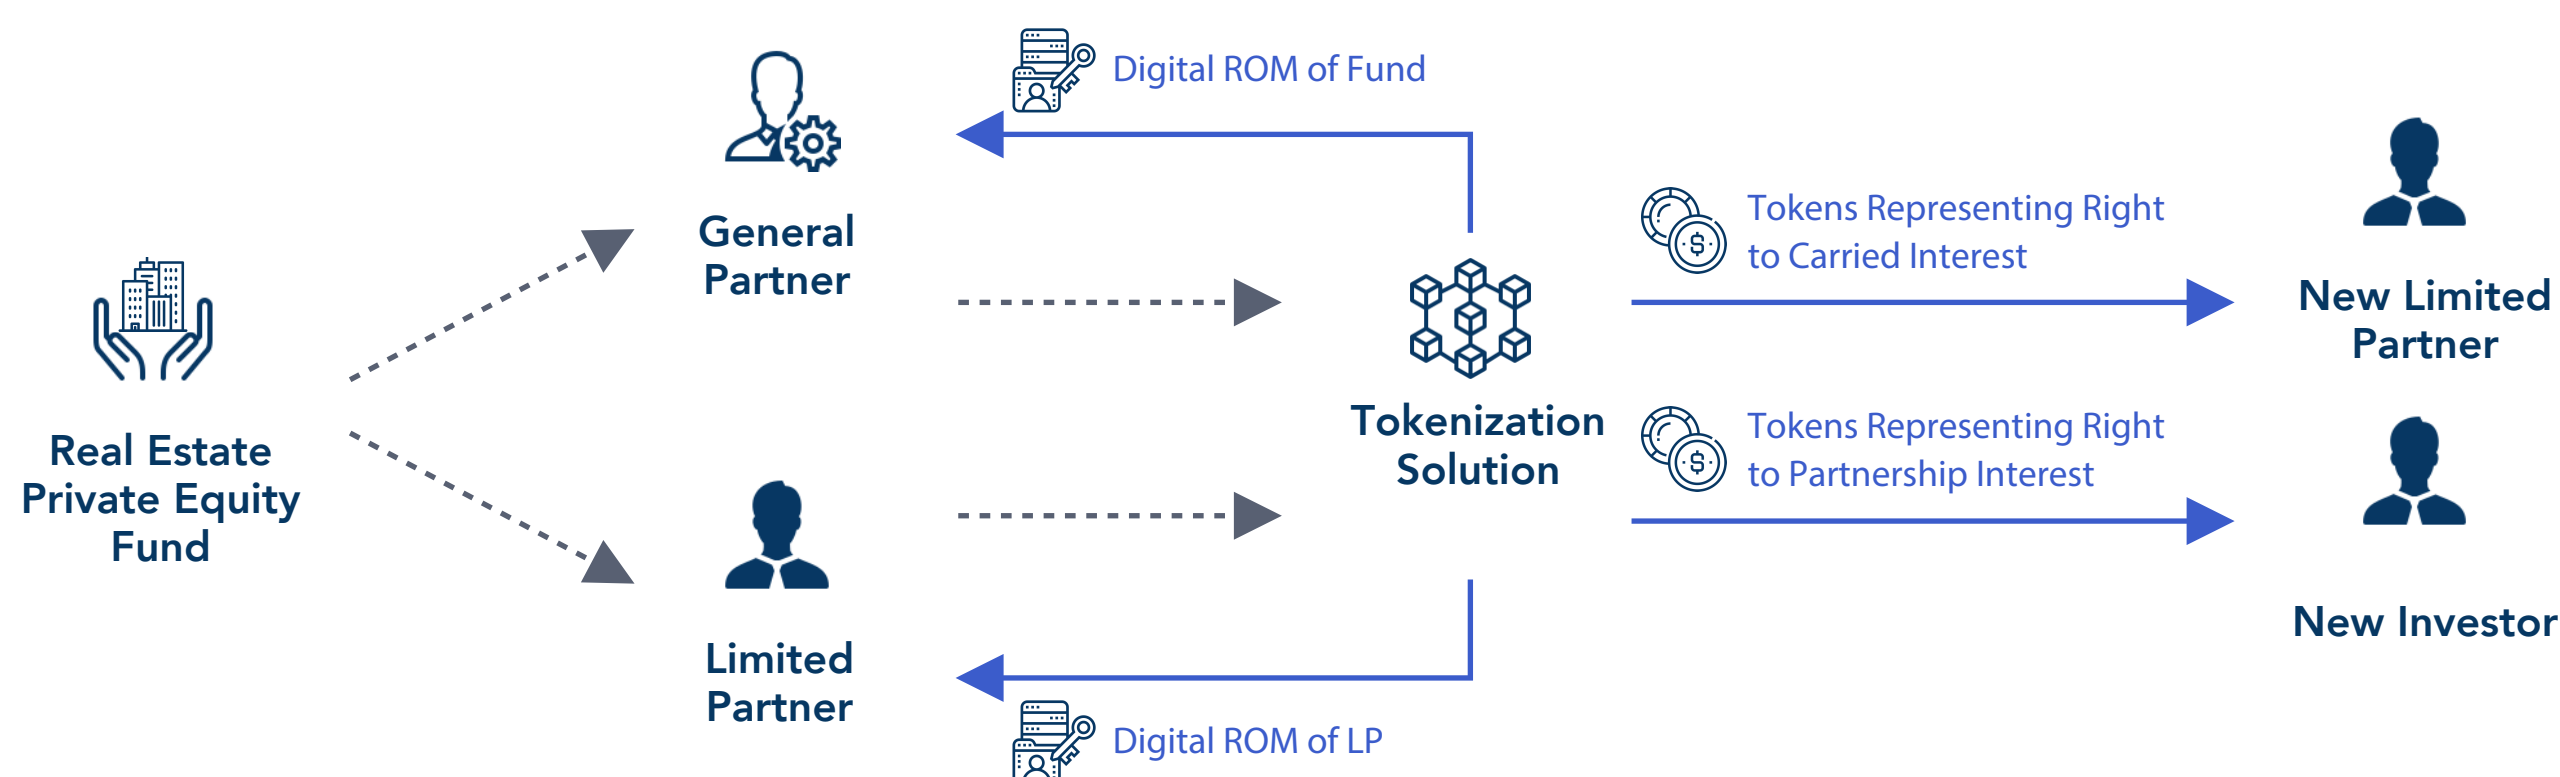 Digital ROM of Fund
General
Partner
Tokens Representing Right
to Carried Interest
New Limited
Partner
Real Estate
Private Equity
Fund
Tokenization
Solution
Tokens Representing Right
to Partnership Interest
New Investor
Limited
Partner
Digital ROM of LP